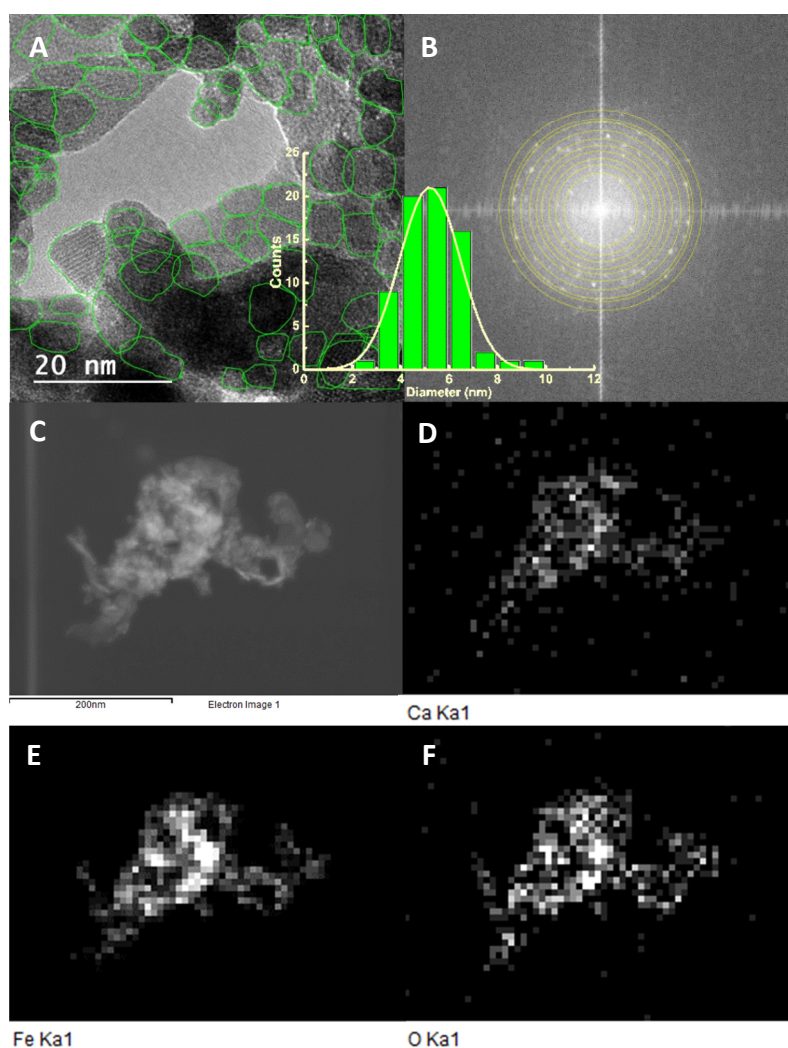 A
B
25
20
15
10
5
0
Counts
20 nm
0 2 4 6 8 10 12
Diameter (nm)
C
D
200nm
Electron Image 1
Ca Ka1
E
F
Fe Ka1
O Ka1